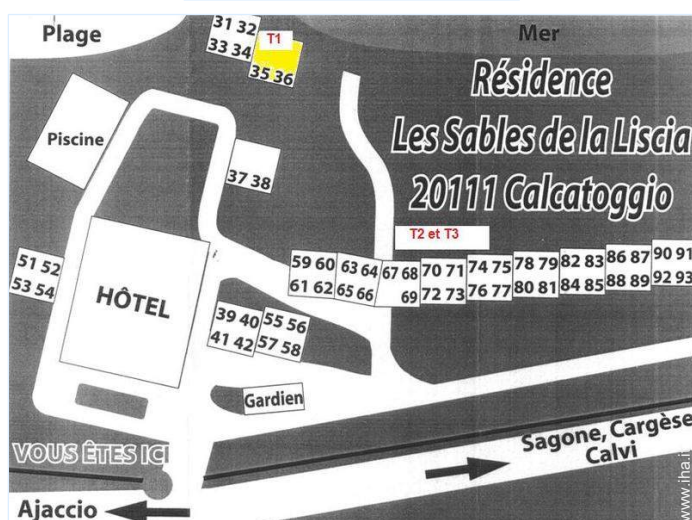 Plage
31 32
33 34
T1
35 36
Mer
Résidence
Les Sables de la Liscia
20111 Calcatoggio
Piscine
37 38
T2 et T3
51 52
53 54
HÔTEL
59 60
61 62
63 64
65 66
67 68
69
70 71
72 73
74 75
76 77
78 79
80 81
82 83
84 85
86 87
88 89
90 91
92 93
39 40
41 42
55 56
57 58
Gardien
VOUS ÊTES ICI
Sagone, Cargèse
Calvi
Ajaccio
www.iha.i